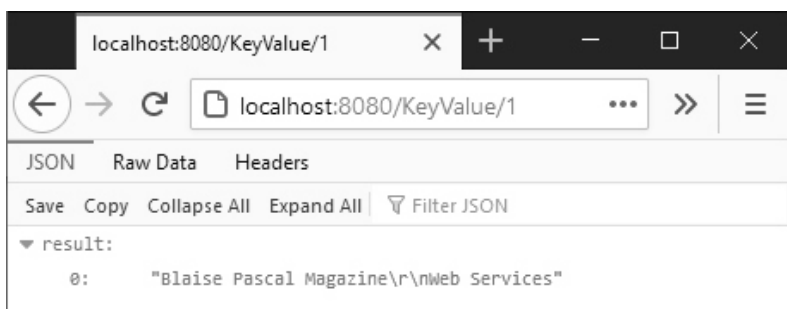 localhost:8080/KeyValue/1
localhost:8080/KeyValue/1
JSON Raw Data Headers
Save Copy Collapse All Expand All Filter JSON
result:
0: "Blaise Pascal Magazine\r\nWeb Services"